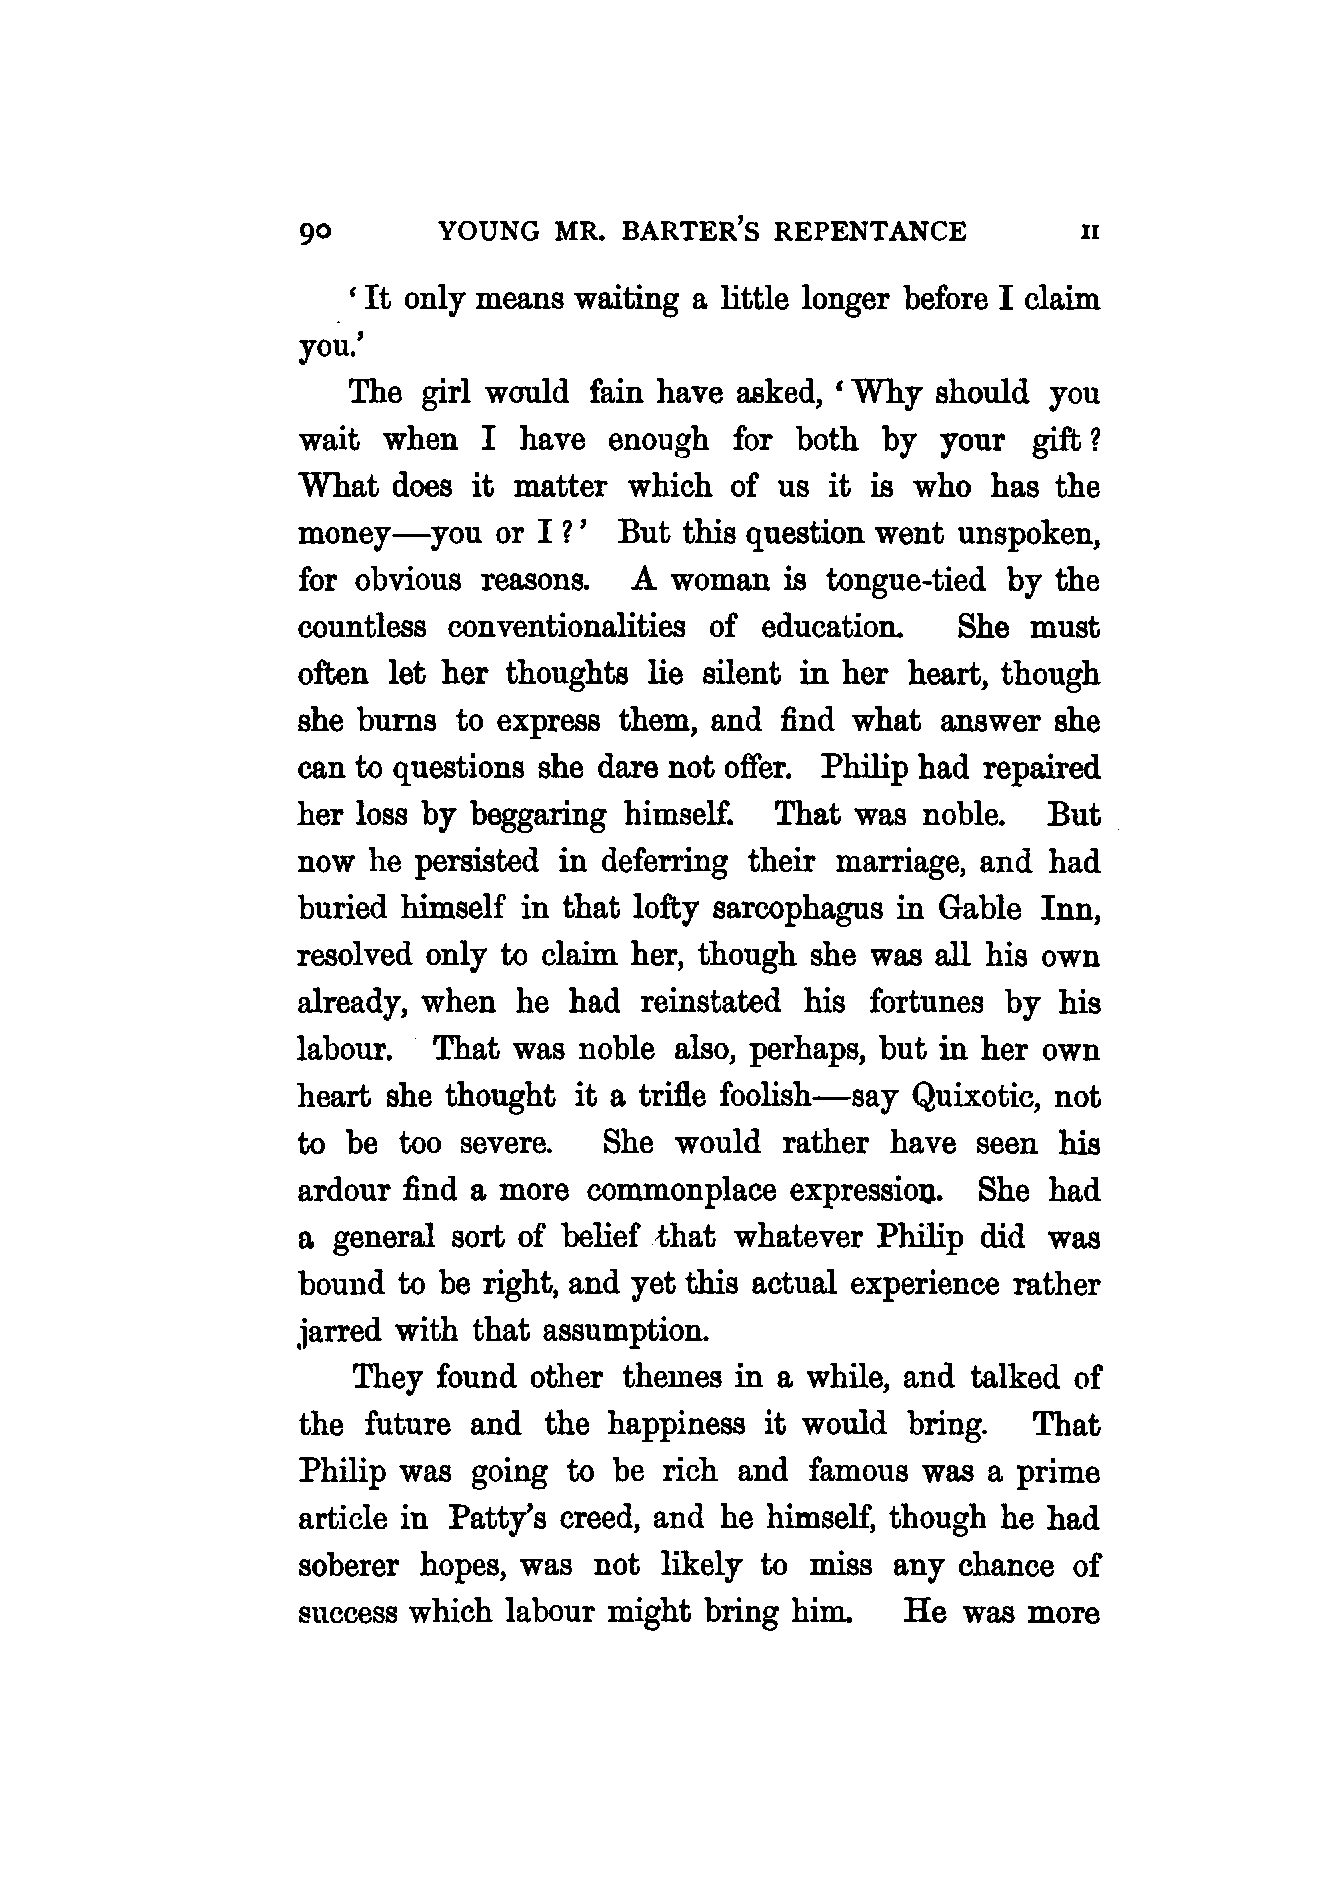 90 YOUNG MR. BARTER'S REPENTANCE II
‘It only means waiting a little longer before I claim
you.’
The girl would fain have asked, ‘Why should you
wait when I have enough for both by your gift?
What does it matter which of us it is who has the
money—you or I?’ But this question went unspoken,
for obvious reasons. A woman is tongue-tied by the
countless conventionalities of education. She must
often let her thoughts lie silent in her heart, though
she burns to express them, and find what answer she
can to questions she dare not offer. Philip had repaired
her loss by beggaring himself. That was noble. But
now he persisted in deferring their marriage, and had
buried himself in that lofty sarcophagus in Gable Inn,
resolved only to claim her, though she was all his own
already, when he had reinstated his fortunes by his
labour. That was noble also, perhaps, but in her own
heart she thought it a trifle foolish—say Quixotic, not
to be too severe. She would rather have seen his
ardour find a more commonplace expression. She had
a general sort of belief that whatever Philip did was
bound to be right, and yet this actual experience rather
jarred with that assumption.
They found other themes in a while, and talked of
the future and the happiness it would bring. That
Philip was going to be rich and famous was a prime
article in Patty's creed, and he himself, though he had
soberer hopes, was not likely to miss any chance of
success which labour might bring him. He was more